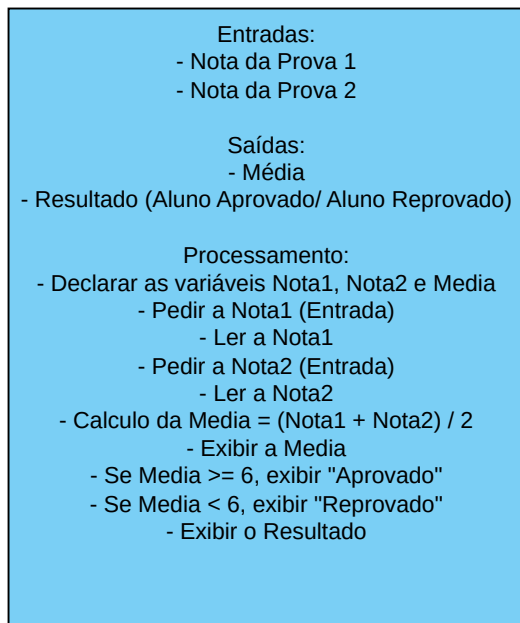 Entradas:
- Nota da Prova 1
- Nota da Prova 2
Saídas:
- Média
- Resultado (Aluno Aprovado/ Aluno Reprovado)
Processamento:
- Declarar as variáveis Nota1, Nota2 e Media
- Pedir a Nota1 (Entrada)
- Ler a Nota1
- Pedir a Nota2 (Entrada)
- Ler a Nota2
- Calculo da Media = (Nota1 + Nota2) / 2
- Exibir a Media
- Se Media >= 6, exibir "Aprovado"
- Se Media < 6, exibir "Reprovado"
- Exibir o Resultado